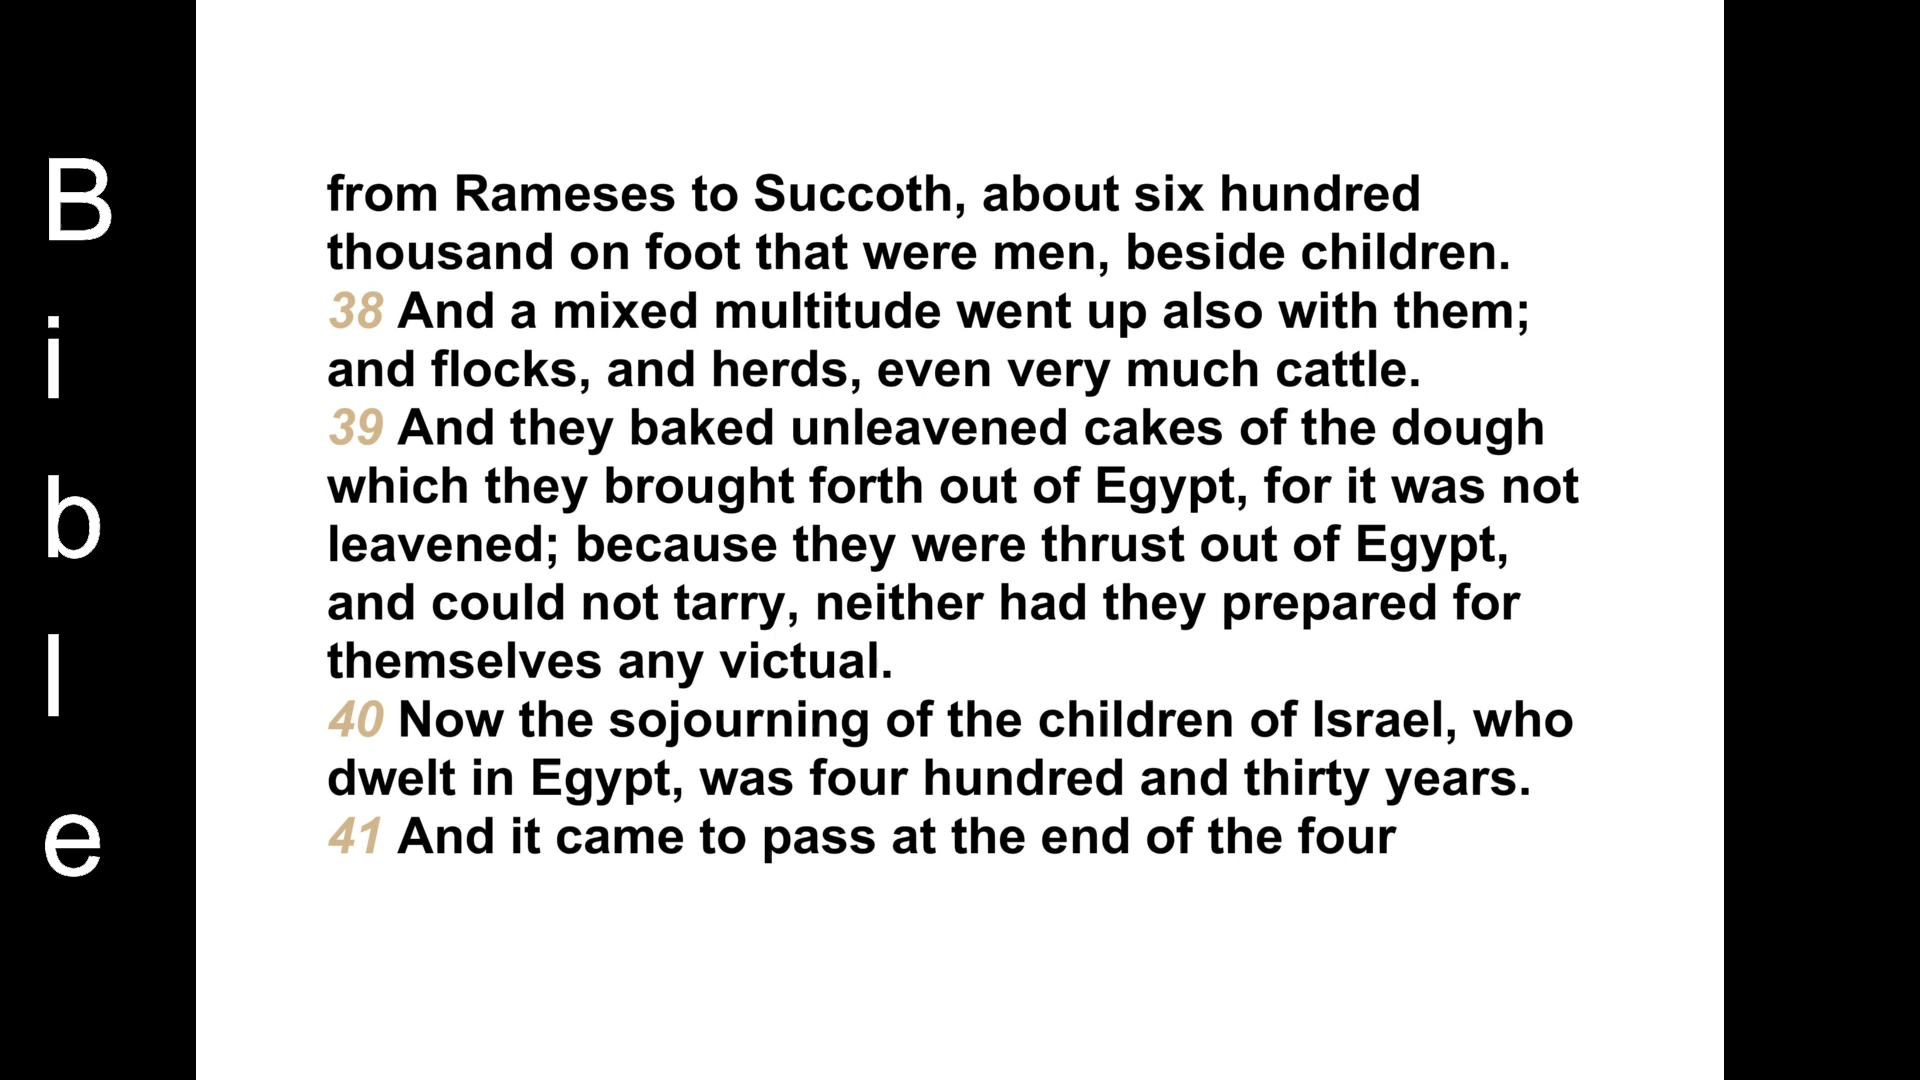 Bible
from Rameses to Succoth, about six hundred
thousand on foot that were men, beside children.
38 And a mixed multitude went up also with them;
and flocks, and herds, even very much cattle.
39 And they baked unleavened cakes of the dough
which they brought forth out of Egypt, for it was not
leavened; because they were thrust out of Egypt,
and could not tarry, neither had they prepared for
themselves any victual.
40 Now the sojourning of the children of Israel, who
dwelt in Egypt, was four hundred and thirty years.
41 And it came to pass at the end of the four